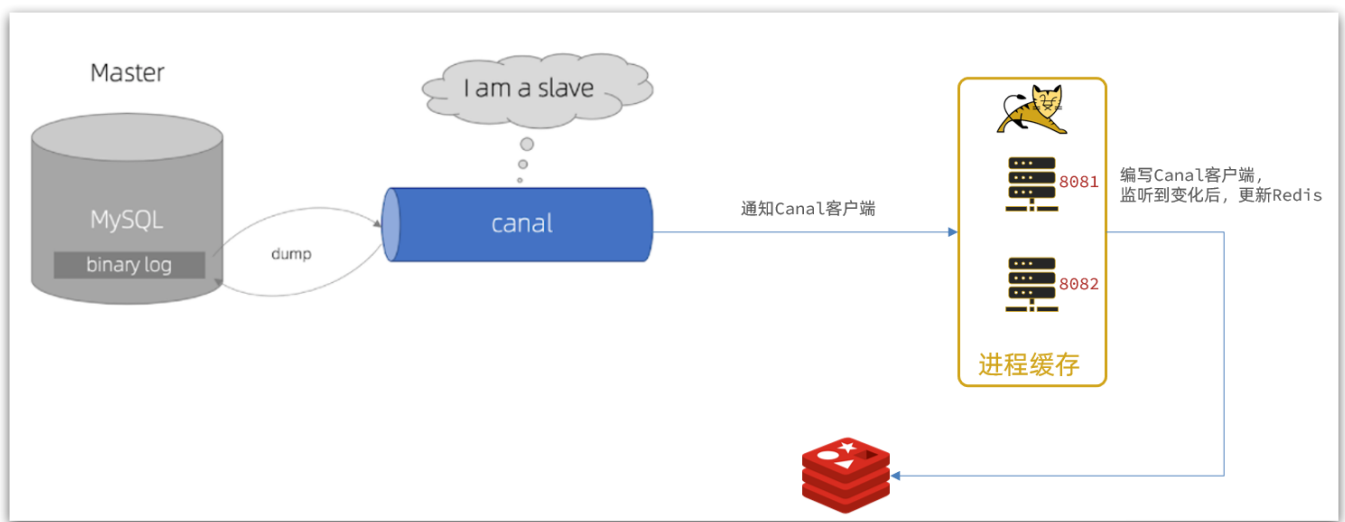 Master
I am a slave
MySQL
binary log
dump
canal
通知Canal客户端
8081
8082
进程缓存
编写Canal客户端，
监听到变化后，更新Redis